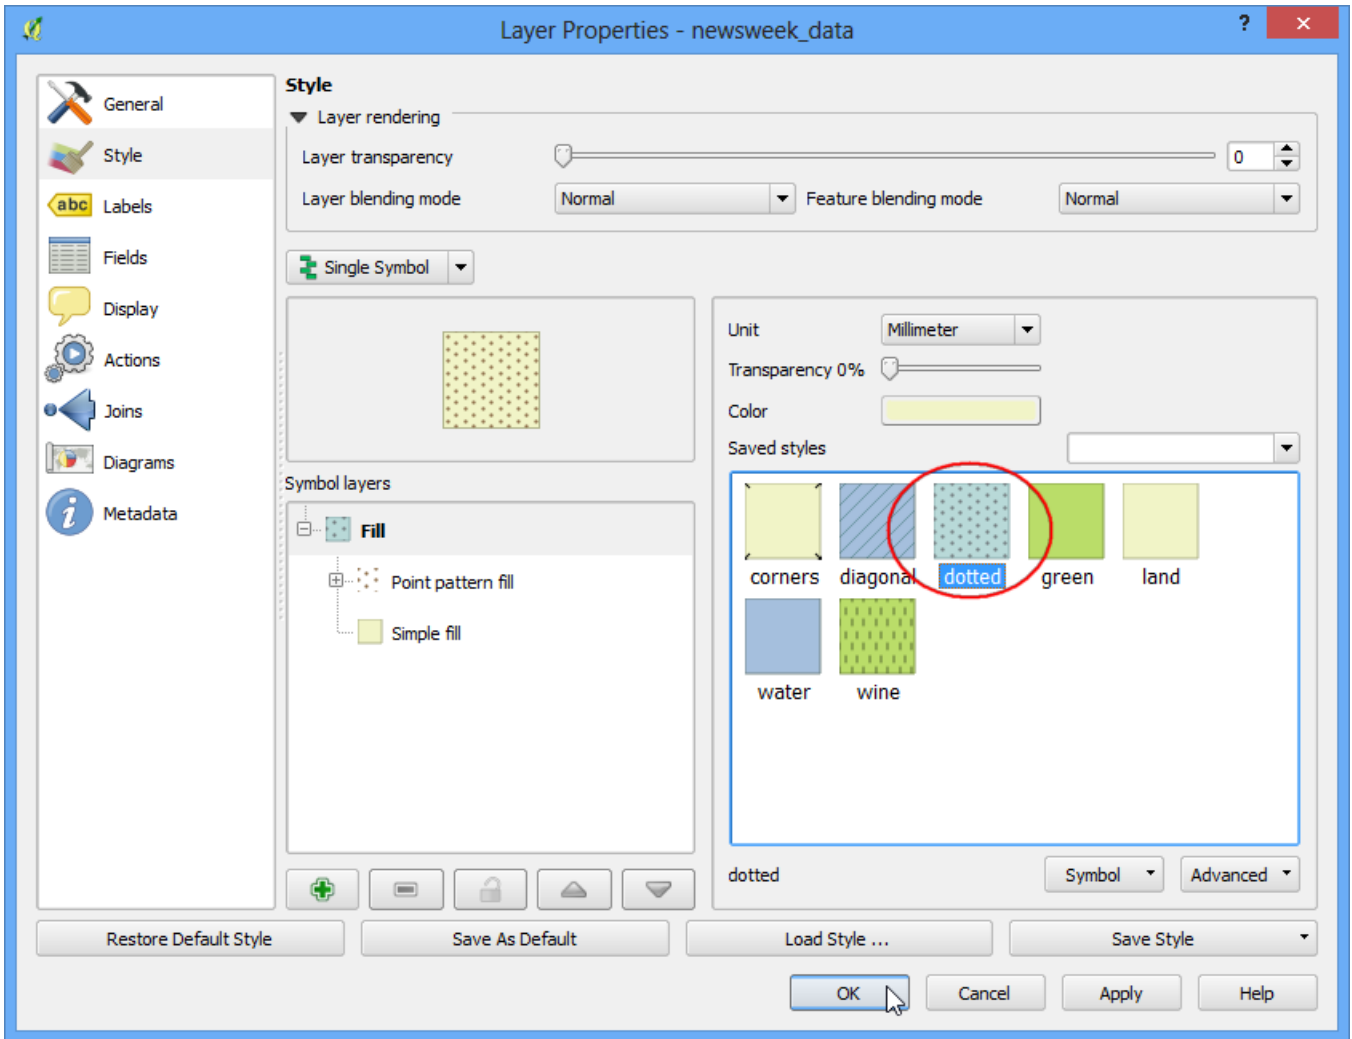 Layer Properties - newsweek_data
?
General
Style
Labels
Fields
Display
Actions
Joins
Diagrams
Metadata
Style
Layer rendering
Layer transparency
0
Layer blending mode
Normal
Feature blending mode
Normal
Single Symbol
Symbol layers
Fill
Point pattern fill
Simple fill
Unit
Millimeter
Transparency 0%
Color
Saved styles
corners diagonal dotted green land
water wine
dotted
Symbol
Advanced
Restore Default Style
Save As Default
Load Style ...
Save Style
OK
Cancel
Apply
Help
abc